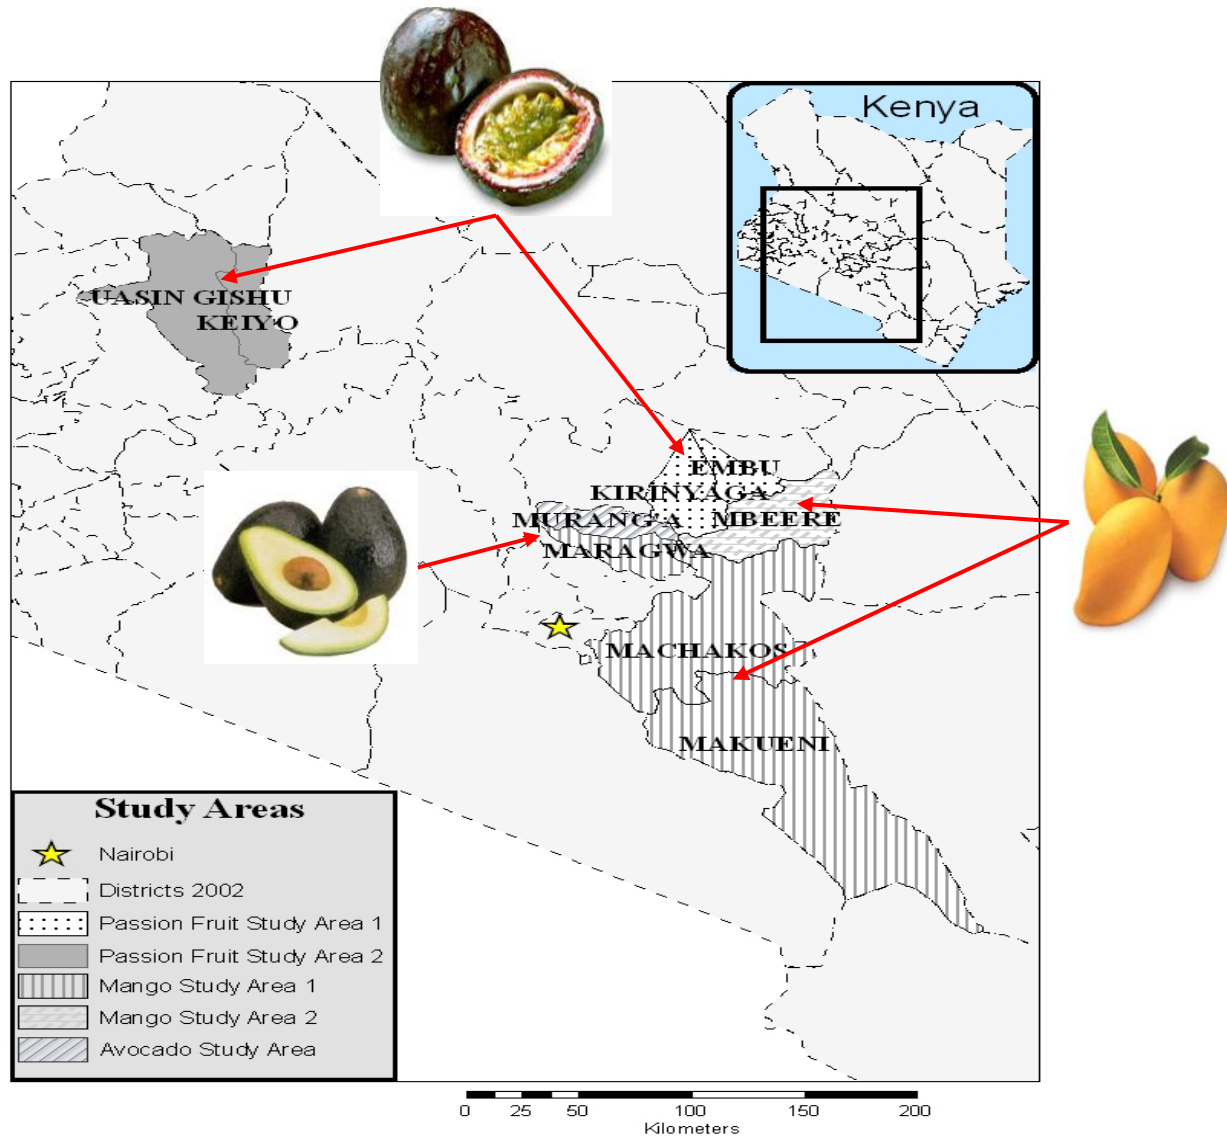 Kenya
UASIN GISHU
KEIYO
EMBU
KIRINYAGA
MURANG'A
MBEERE
MARAGWA
MACHAKOS
MAKUENI
Study Areas
Nairobi
Districts 2002
Passion Fruit Study Area 1
Passion Fruit Study Area 2
Mango Study Area 1
Mango Study Area 2
Avocado Study Area
0 25 50 100 150 200
Kilometers